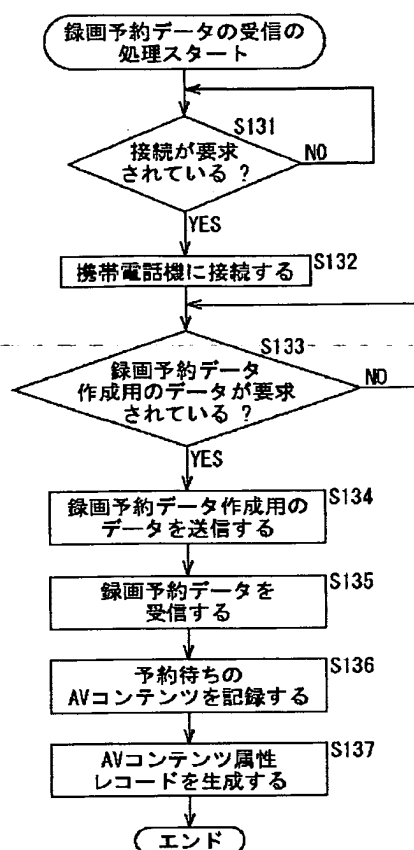 録画予約データの受信の
処理スタート
S131
接続が要求
されている ?
NO
YES
S132
携帯電話機に接続する
S133
録画予約データ
作成用のデータが要求
されている ?
NO
YES
S134
録画予約データ作成用の
データを送信する
S135
録画予約データを
受信する
S136
予約待ちの
AVコンテンツを記録する
S137
AVコンテンツ属性
レコードを生成する
エンド